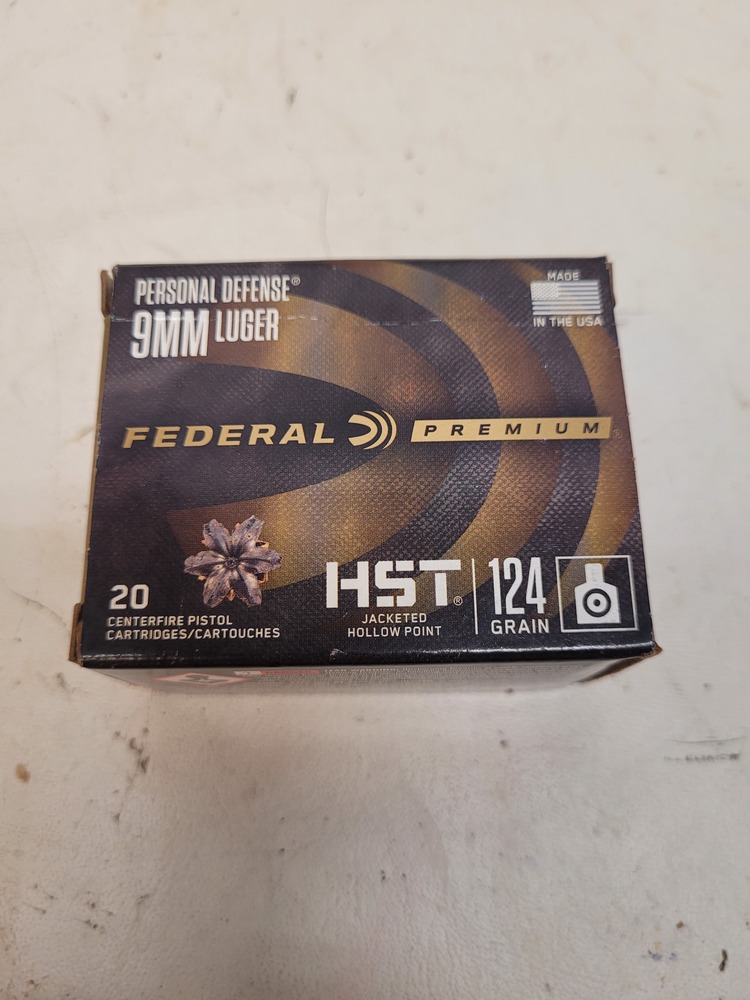 PERSONAL DEFENSE®
9MM LUGER
MADE
IN THE USA
FEDERAL PREMIUM®
20
CENTERFIRE PISTOL
CARTRIDGES/CARTOUCHES
HST®
JACKETED
HOLLOW POINT
124
GRAIN